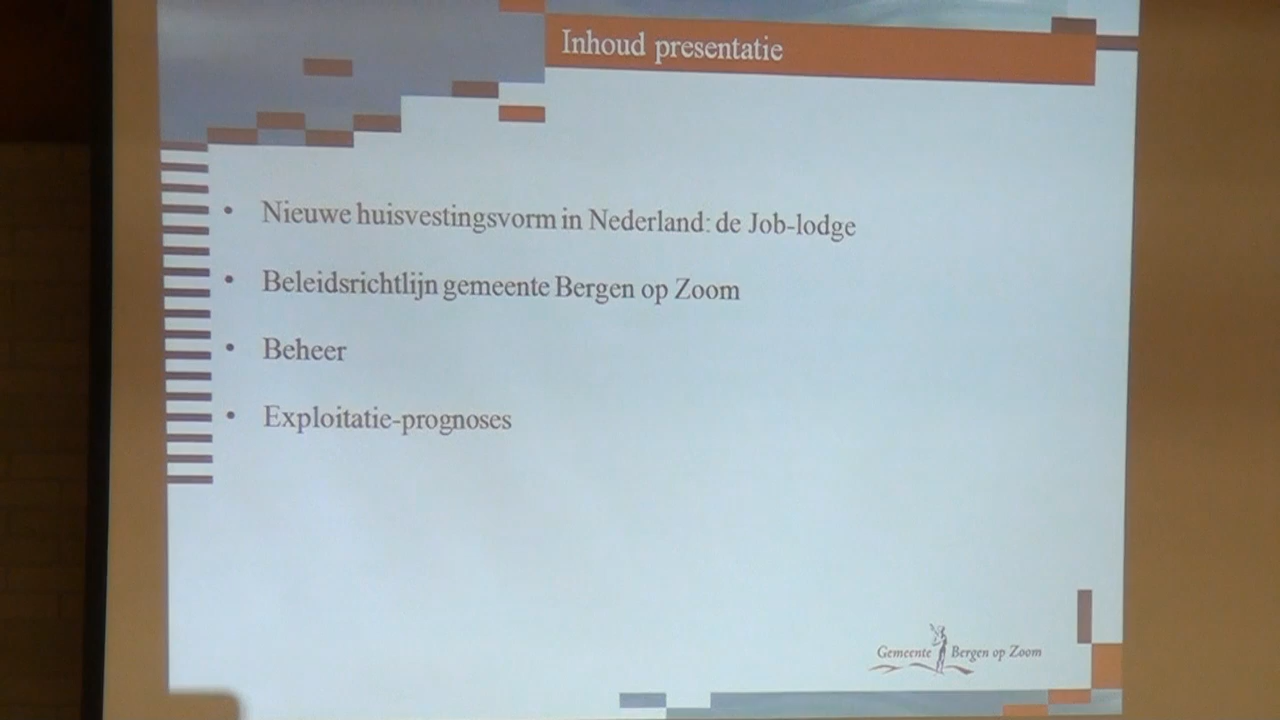 Inhoud presentatie
• Nieuwe huisvestingsvorm in Nederland: de Job-lodge
• Beleidsrichtlijn gemeente Bergen op Zoom
• Beheer
• Exploitatie-prognoses
Gemeente Bergen op Zoom